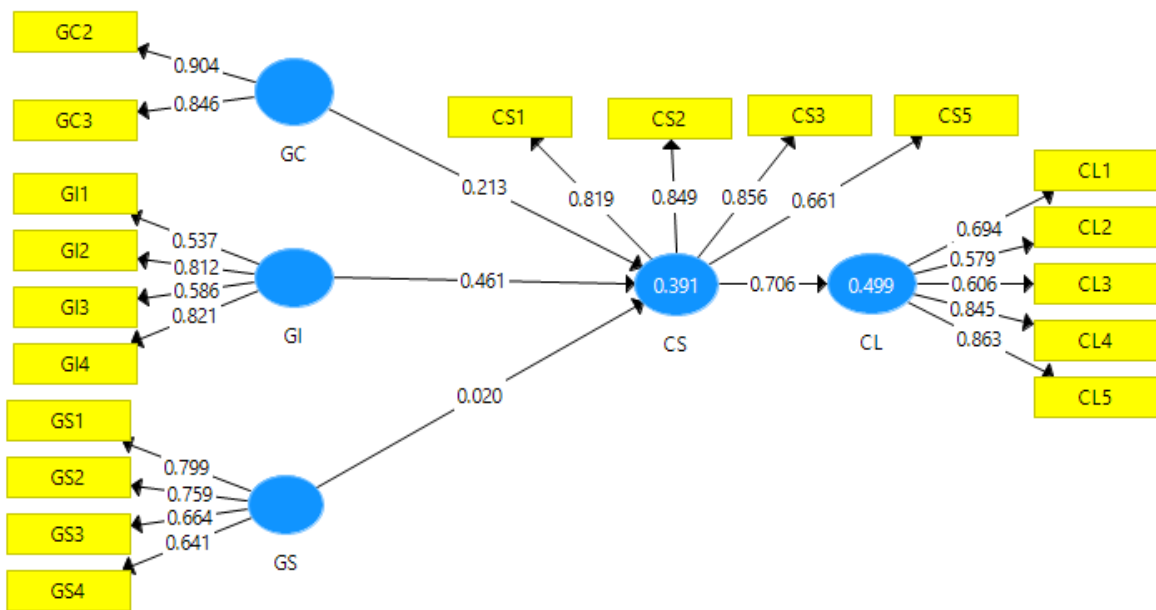 GC2
0.904
GC3
0.846
GC
0.213
CS1
CS2
CS3
CS5
0.819
0.849
0.856
0.661
GI1
GI2
GI3
GI4
0.537
0.812
0.586
0.821
GI
0.461
0.391
CS
0.706
0.499
CL
CL1
CL2
CL3
CL4
CL5
0.694
0.579
0.606
0.845
0.863
GS1
GS2
GS3
GS4
0.799
0.759
0.664
0.641
GS
0.020